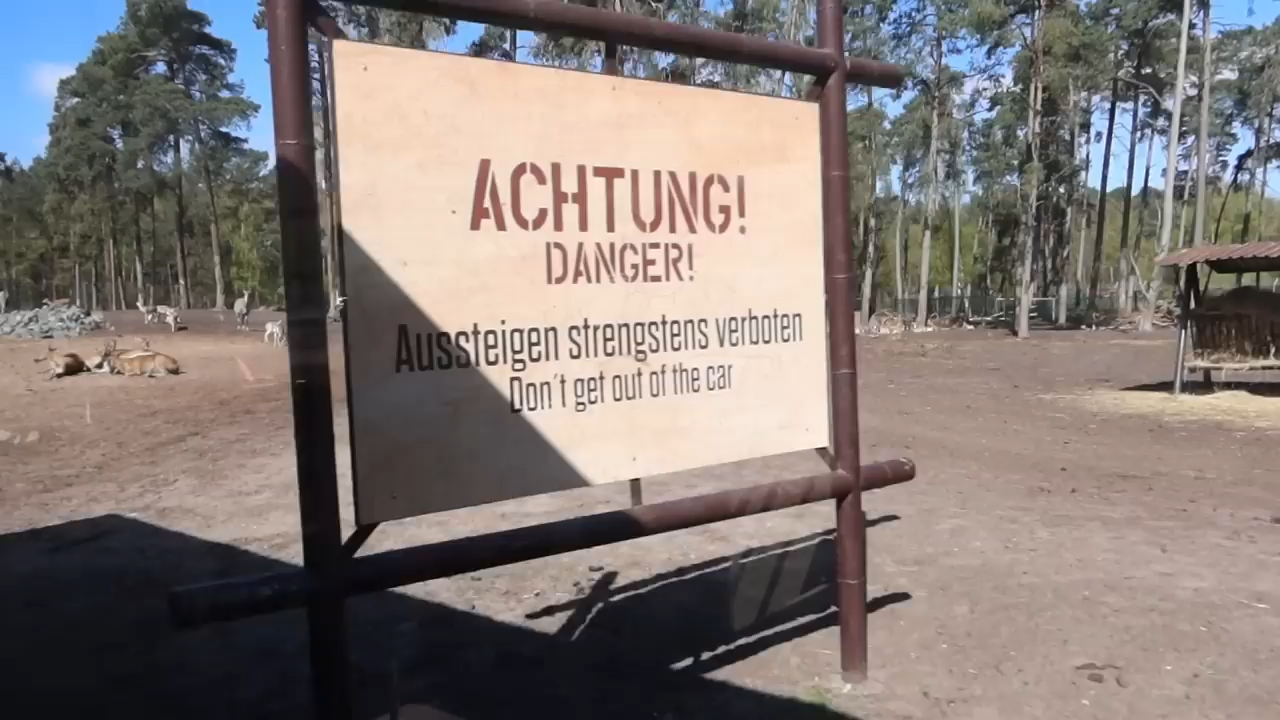 ACHTUNG!
DANGER!
Aussteigen strengstens verboten
Don´t get out of the car